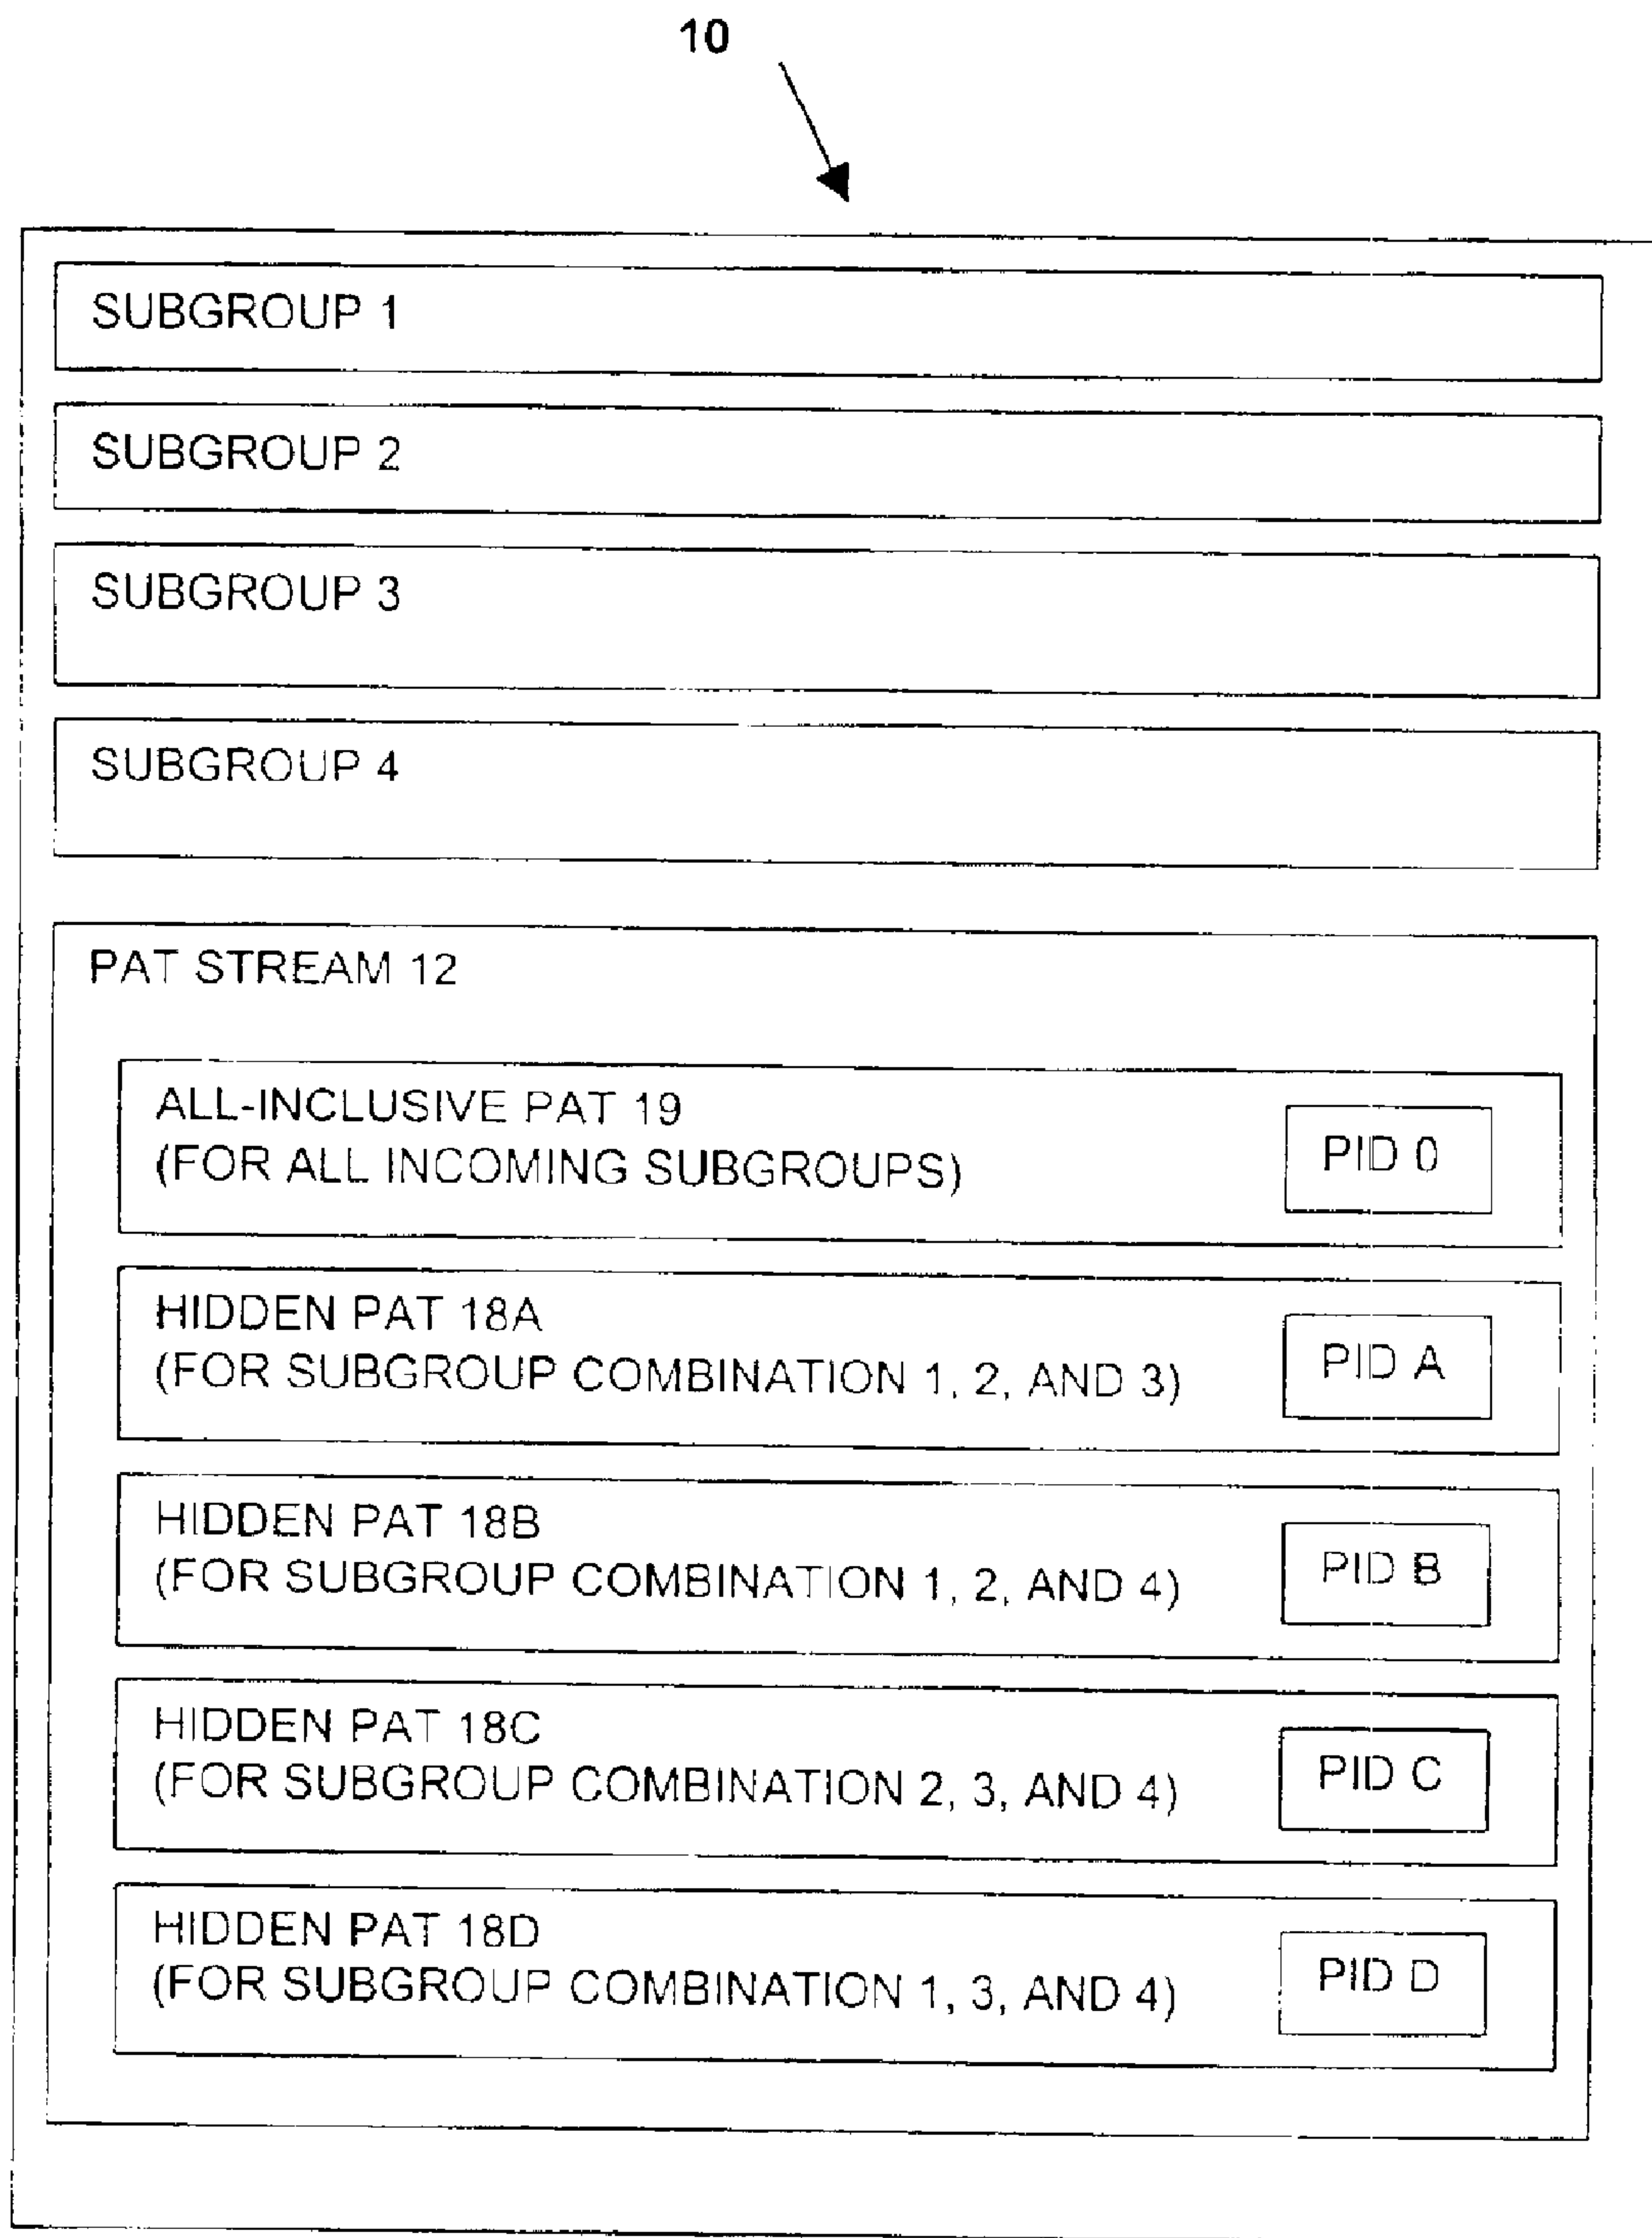 10
SUBGROUP 1
SUBGROUP 2
SUBGROUP 3
SUBGROUP 4
PAT STREAM 12
ALL-INCLUSIVE PAT 19
(FOR ALL INCOMING SUBGROUPS)
PID 0
HIDDEN PAT 18A
(FOR SUBGROUP COMBINATION 1, 2, AND 3)
PID A
HIDDEN PAT 18B
(FOR SUBGROUP COMBINATION 1, 2, AND 4)
PID B
HIDDEN PAT 18C
(FOR SUBGROUP COMBINATION 2, 3, AND 4)
PID C
HIDDEN PAT 18D
(FOR SUBGROUP COMBINATION 1, 3, AND 4)
PID D